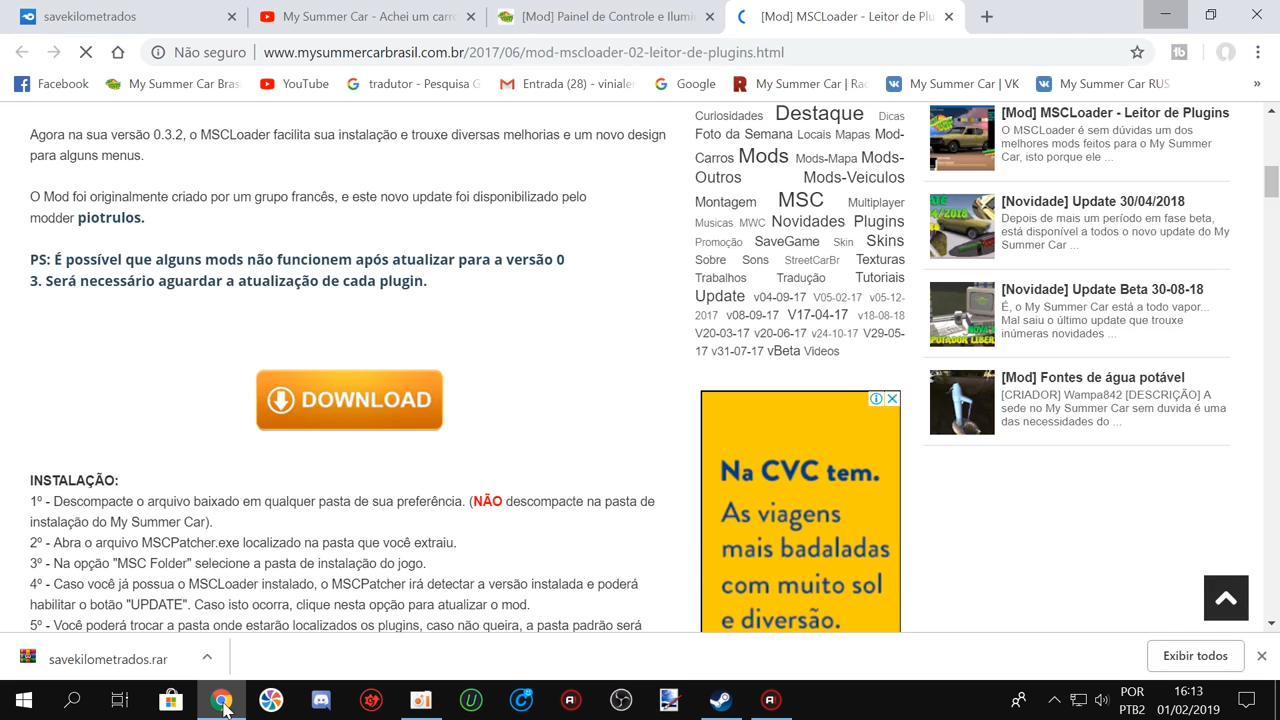 savekilometrados
My Summer Car - Achei um carro
[Mod] Painel de Controle e Ilumi
[Mod] MSCLoader - Leitor de Plu
Não seguro
www.mysummercarbrasil.com.br/2017/06/mod-mscloader-02-leitor-de-plugins.html
Facebook
My Summer Car Bras
YouTube
tradutor - Pesquisa G
Entrada (28) - viniale
Google
My Summer Car | Rac
My Summer Car | VK
My Summer Car RUS
»
Agora na sua versão 0.3.2, o MSCLoader facilita sua instalação e trouxe diversas melhorias e um novo design
para alguns menus.
O Mod foi originalmente criado por um grupo francês, e este novo update foi disponibilizado pelo
modder piotrulos.
PS: É possível que alguns mods não funcionem após atualizar para a versão 0
3. Será necessário aguardar a atualização de cada plugin.
DOWNLOAD
INSTALAÇÃO:
1º - Descompacte o arquivo baixado em qualquer pasta de sua preferência. (NÃO descompacte na pasta de
instalação do My Summer Car).
2º - Abra o arquivo MSCPatcher.exe localizado na pasta que você extraiu.
3º - Na opção "MSC Folder" selecione a pasta de instalação do jogo.
4º - Caso você já possua o MSCLoader instalado, o MSCPatcher irá detectar a versão instalada e poderá
habilitar o botão "UPDATE". Caso isto ocorra, clique nesta opção para atualizar o mod.
5º - Você poderá trocar a pasta onde estarão localizados os plugins, caso não queira, a pasta padrão será
Curiosidades Destaque Dicas
Foto da Semana Locais Mapas Mod-
Carros Mods Mods-Mapa Mods-
Outros Mods-Veiculos
Montagem MSC Multiplayer
Musicas MWC Novidades Plugins
Promoção SaveGame Skin Skins
Sobre Sons StreetCarBr Texturas
Trabalhos Tradução Tutoriais
Update v04-09-17 V05-02-17 v05-12-
2017 v08-09-17 V17-04-17 v18-08-18
V20-03-17 v20-06-17 v24-10-17 V29-05-
17 v31-07-17 vBeta Videos
Na CVC tem.
As viagens
mais badaladas
com muito sol
e diversão.
[Mod] MSCLoader - Leitor de Plugins
O MSCLoader é sem dúvidas um dos
melhores mods feitos para o My Summer
Car, isto porque ele ...
[Novidade] Update 30/04/2018
Depois de mais um período em fase beta,
está disponível a todos o novo update do My
Summer Car ...
[Novidade] Update Beta 30-08-18
É, o My Summer Car está a todo vapor...
Mal saiu o último update que trouxe
inúmeras novidades ...
[Mod] Fontes de água potável
[CRIADOR] Wampa842 [DESCRIÇÃO] A
sede no My Summer Car sem duvida é uma
das necessidades do ...
savekilometrados.rar
Exibir todos
POR
PTB2
16:13
01/02/2019